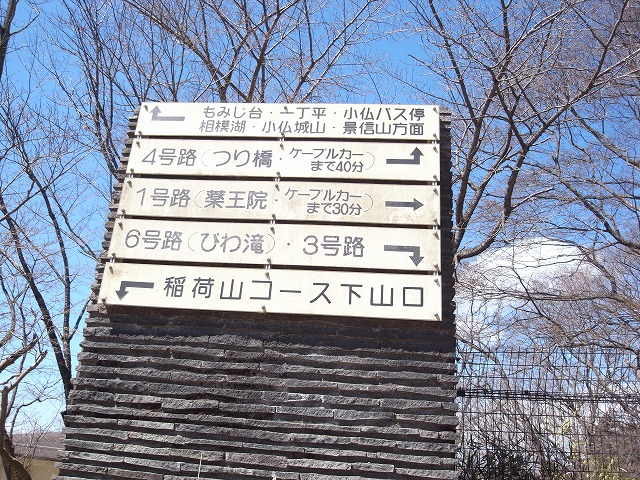 もみじ台・一丁平・小仏バス停
相模湖・小仏城山・景信山方面
4号路(つり橋・ケーブルカーまで40分)
1号路(薬王院・ケーブルカーまで30分)
6号路(びわ滝)・3号路
稲荷山コース下山口